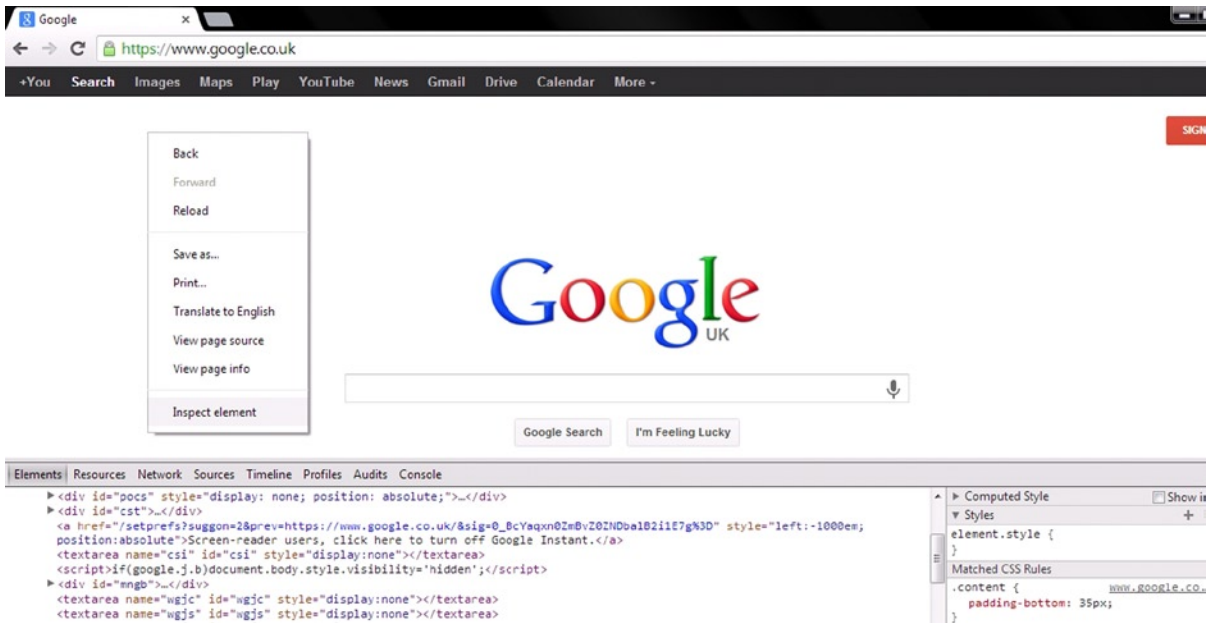 Google
https://www.google.co.uk
+You Search Images Maps Play YouTube News Gmail Drive Calendar More
SIGN
Back
Forward
Reload
Save as...
Print...
Translate to English
View page source
View page info
Inspect element
Google
UK
Google Search I'm Feeling Lucky
Elements Resources Network Sources Timeline Profiles Audits Console
<div id="pocs" style="display: none; position: absolute;">…</div>
<div id="cst">…</div>
<a href="/setprefs?suggon=2&prev=https://www.google.co.uk/&sig=0_BcYaqxn0ZmBvZ0ZNDbalB2i1E7g%3D" style="left:-1000em;
position:absolute">Screen-reader users, click here to turn off Google Instant.</a>
<textarea name="csi" id="csi" style="display:none"></textarea>
<script>if(google.j.b)document.body.style.visibility='hidden';</script>
<div id="mngb">…</div>
<textarea name="wgjc" id="wgjc" style="display:none"></textarea>
<textarea name="wgjs" id="wgjs" style="display:none"></textarea>
Computed Style Show in
Styles +
element.style {
}
Matched CSS Rules
.content { www.google.co.
padding-bottom: 35px;
}